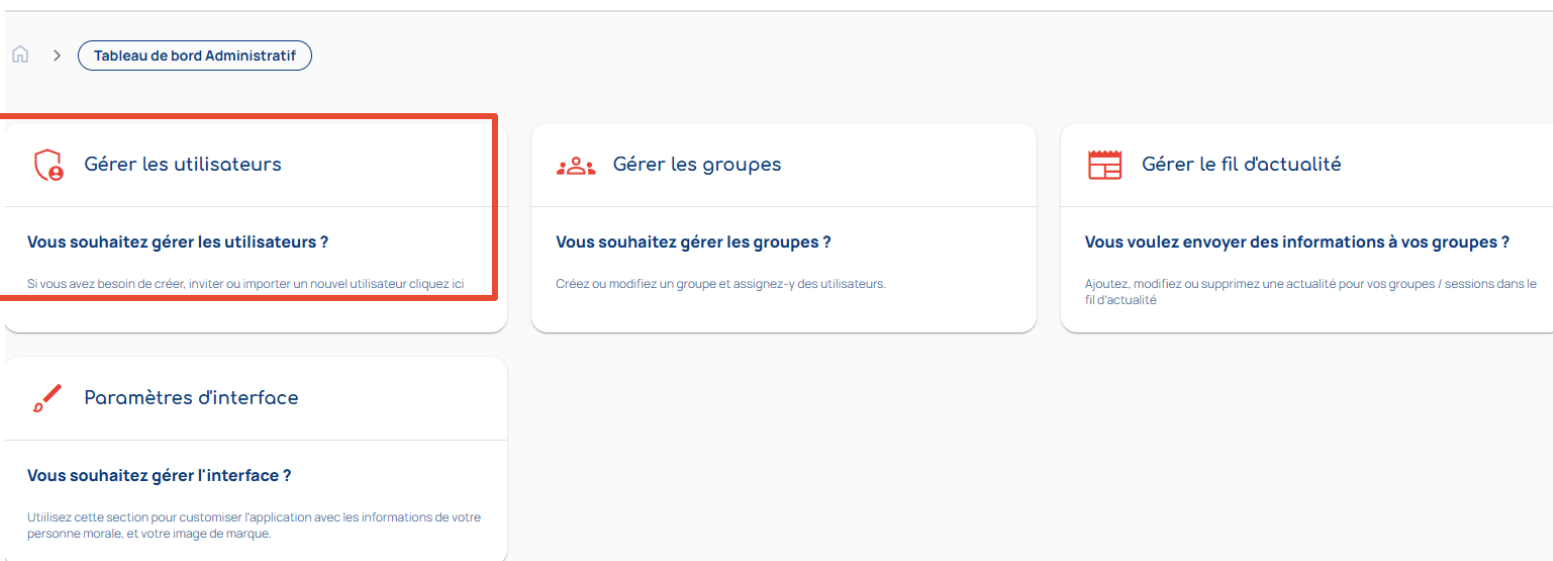 Tableau de bord Administratif
Gérer les utilisateurs
Vous souhaitez gérer les utilisateurs ?
Si vous avez besoin de créer, inviter ou importer un nouvel utilisateur cliquez ici
Gérer les groupes
Vous souhaitez gérer les groupes ?
Créez ou modifiez un groupe et assignez-y des utilisateurs.
Gérer le fil d'actualité
Vous voulez envoyer des informations à vos groupes ?
Ajoutez, modifiez ou supprimez une actualité pour vos groupes / sessions dans le
fil d'actualité
Paramètres d'interface
Vous souhaitez gérer l'interface ?
Utiilisez cette section pour customiser l'application avec les informations de votre
personne morale, et votre image de marque.